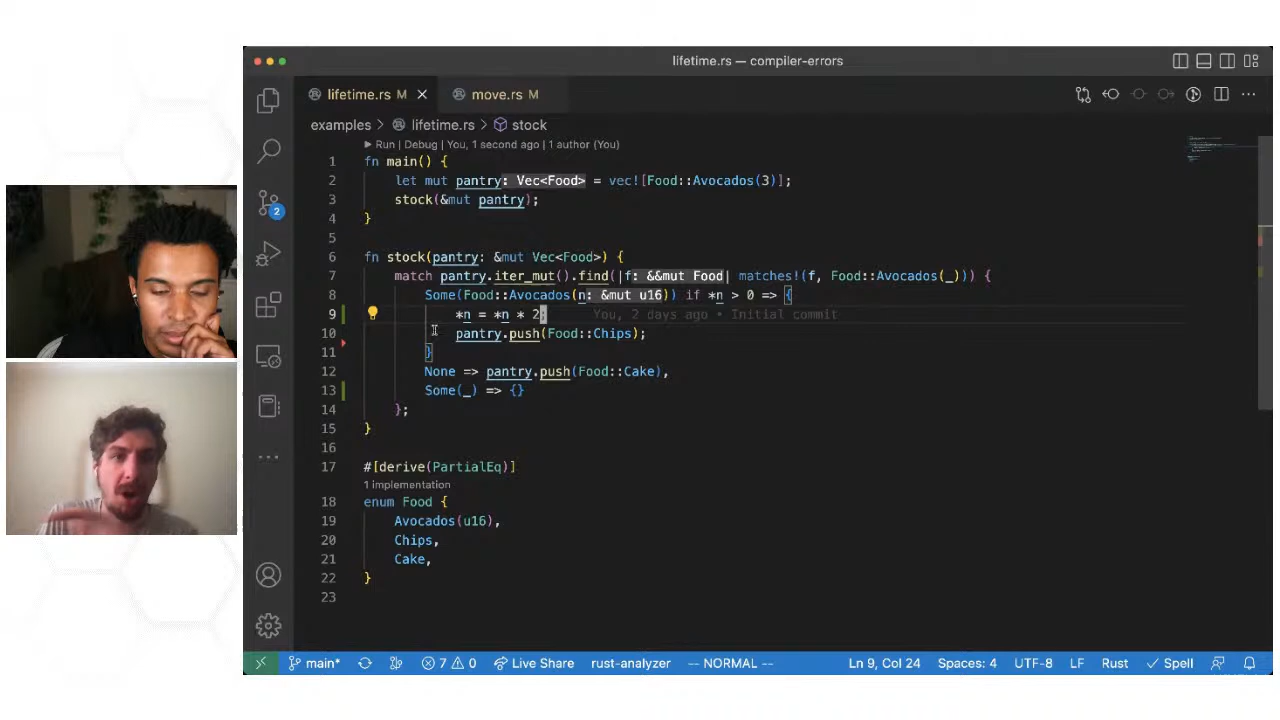 lifetime.rs — compiler-errors
lifetime.rs M
move.rs M
examples > lifetime.rs > stock
Run | Debug | You, 1 second ago | 1 author (You)
1 fn main() {
2 let mut pantry: Vec<Food> = vec![Food::Avocados(3)];
3 stock(&mut pantry);
4 }
5
6 fn stock(pantry: &mut Vec<Food>) {
7 match pantry.iter_mut().find(|f: &&mut Food| matches!(f, Food::Avocados(_))) {
8 Some(Food::Avocados(n: &mut u16)) if *n > 0 => {
9 *n = *n * 2; You, 2 days ago • Initial commit
10 pantry.push(Food::Chips);
11 }
12 None => pantry.push(Food::Cake),
13 Some(_) => {}
14 };
15 }
16
17 #[derive(PartialEq)]
1 implementation
18 enum Food {
19 Avocados(u16),
20 Chips,
21 Cake,
22 }
23
2
main* 7 0 Live Share rust-analyzer -- NORMAL -- Ln 9, Col 24 Spaces: 4 UTF-8 LF Rust Spell